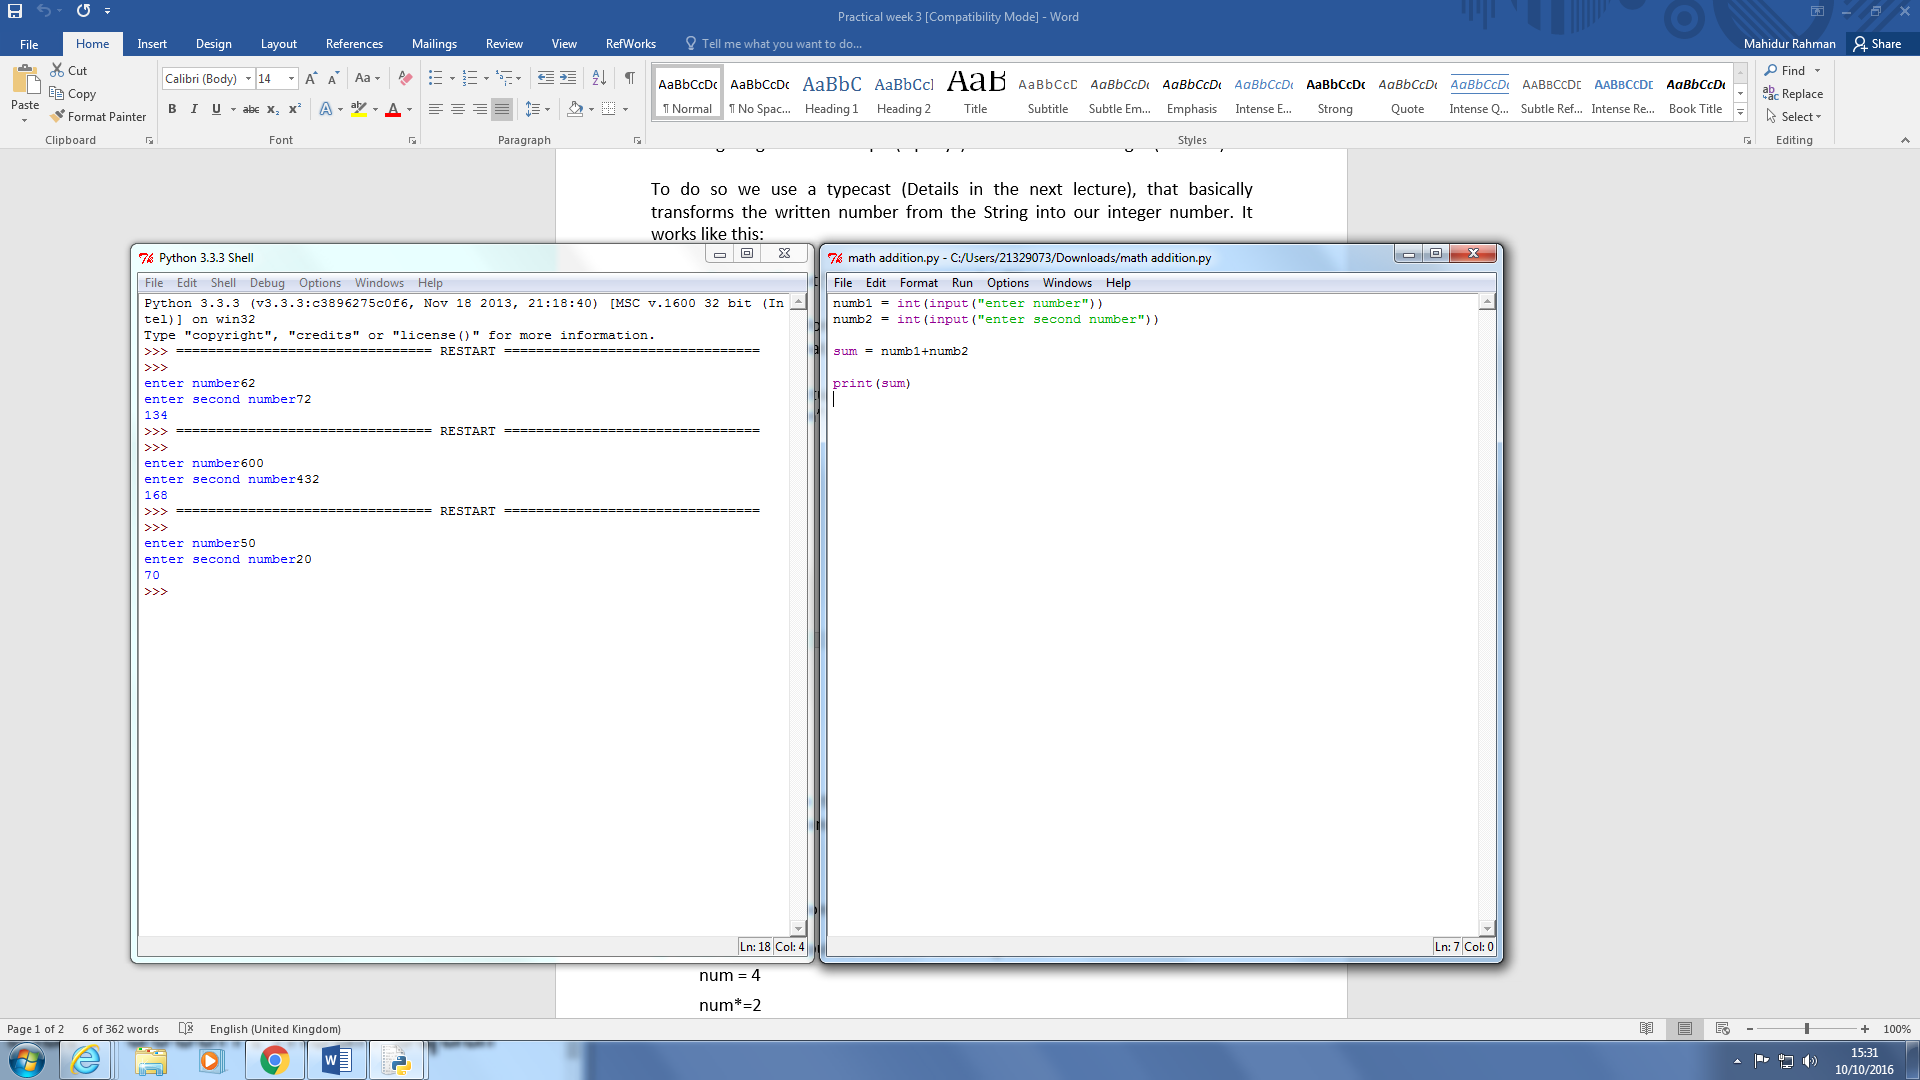 Practical week 3 [Compatibility Mode] - Word
File Home Insert Design Layout References Mailings Review View RefWorks Tell me what you want to do... Mahidur Rahman Share
Paste Cut Copy Format Painter Clipboard
Calibri (Body) 14 Font
Paragraph
AaBbCcDc AaBbCcDc AaBbC AaBbCcI AaB AaBbCcD AaBbCcDc AaBbCcDc AaBbCcDc AaBbCcDc AaBbCcDc AaBbCcDc AaBbCcDc AaBbCcDc AaBbCcDc
¶ Normal ¶ No Spac... Heading 1 Heading 2 Title Subtitle Subtle Em... Emphasis Intense E... Strong Quote Intense Q... Subtle Ref... Intense Re... Book Title
Styles
Find Replace Select Editing
To do so we use a typecast (Details in the next lecture), that basically
transforms the written number from the String into our integer number. It
works like this:
Python 3.3.3 Shell
File Edit Shell Debug Options Windows Help
Python 3.3.3 (v3.3.3:c3896275c0f6, Nov 18 2013, 21:18:40) [MSC v.1600 32 bit (In
tel)] on win32
Type "copyright", "credits" or "license()" for more information.
>>> ================================ RESTART ================================
>>>
enter number62
enter second number72
134
>>> ================================ RESTART ================================
>>>
enter number600
enter second number432
168
>>> ================================ RESTART ================================
>>>
enter number50
enter second number20
70
>>>
Ln: 18 Col: 4
math addition.py - C:/Users/21329073/Downloads/math addition.py
File Edit Format Run Options Windows Help
numb1 = int(input("enter number"))
numb2 = int(input("enter second number"))
sum = numb1+numb2
print(sum)
Ln: 7 Col: 0
num = 4
num*=2
Page 1 of 2 6 of 362 words English (United Kingdom) 100%
15:31
10/10/2016